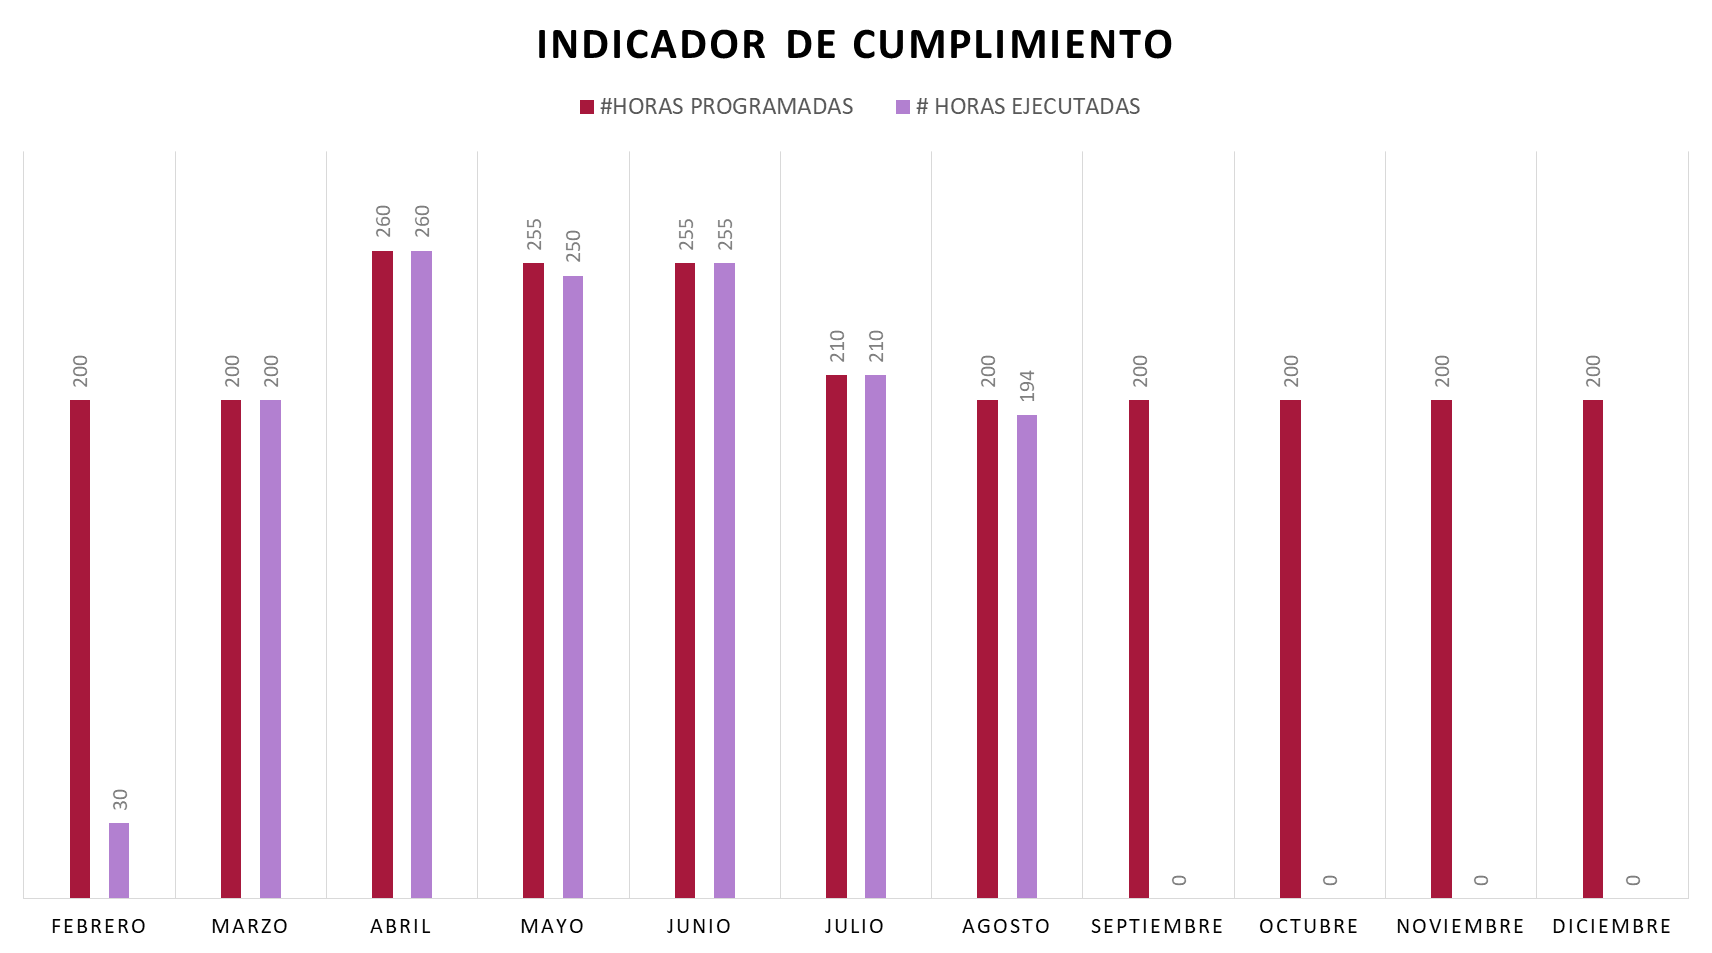 INDICADOR DE CUMPLIMIENTO
#HORAS PROGRAMADAS # HORAS EJECUTADAS
200 30 200 200 260 260 255 250 255 255 210 210 200 194 200 0 200 0 200 0 200 0
FEBRERO MARZO ABRIL MAYO JUNIO JULIO AGOSTO SEPTIEMBRE OCTUBRE NOVIEMBRE DICIEMBRE